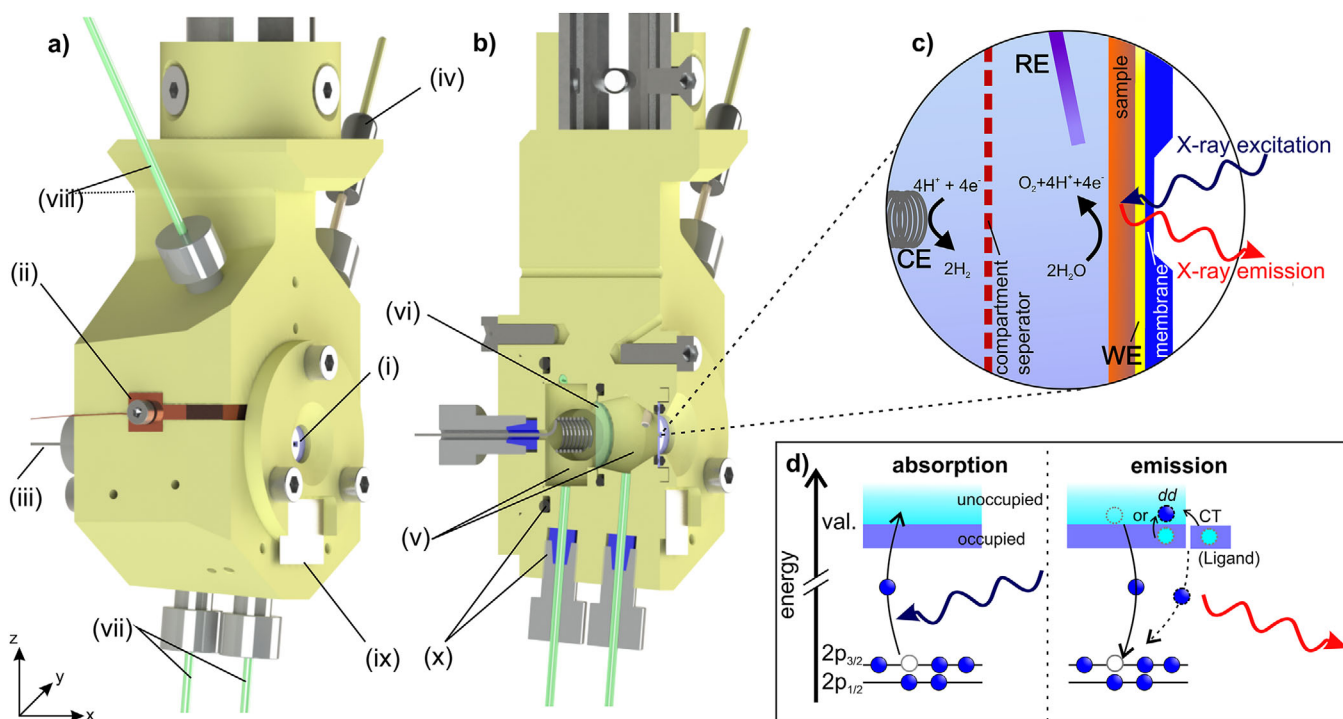 a)
(iv)
(viii)
(ii)
(i)
(iii)
(vii)
(ix)
z
y
x
b)
(vi)
(v)
(x)
c)
RE
sample
X-ray excitation
4H⁺ + 4e⁻
O₂+4H⁺+4e⁻
CE
2H₂
2H₂O
X-ray emission
compartment
seperator
WE
membrane
d)
absorption
emission
unoccupied
dd
val.
or
CT
occupied
(Ligand)
energy
2p₃/₂
2p₁/₂